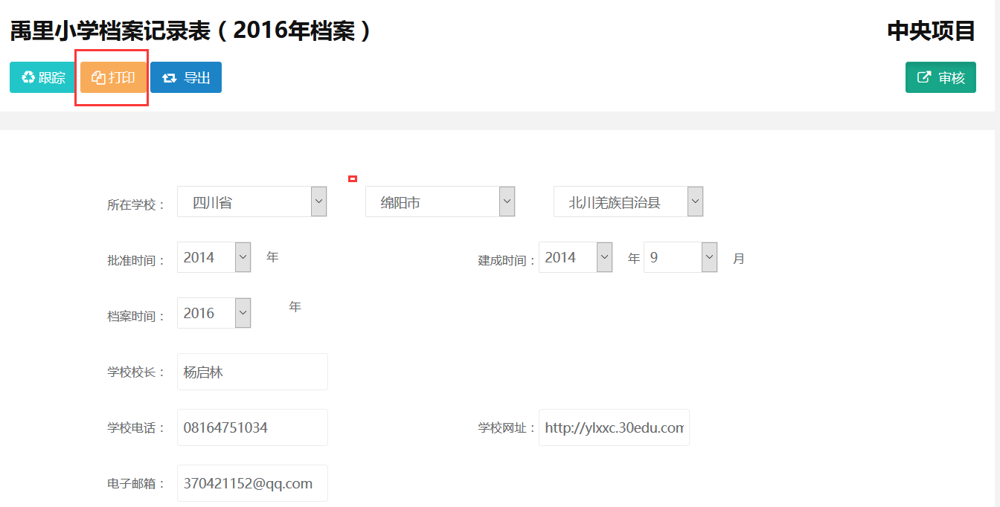 禹里小学档案记录表（2016年档案） 中央项目
跟踪 打印 导出 审核
所在学校： 四川省 绵阳市 北川羌族自治县
批准时间： 2014 年 建成时间： 2014 年 9 月
档案时间： 2016 年
学校校长： 杨启林
学校电话： 08164751034 学校网址： http://ylxxc.30edu.com
电子邮箱： 370421152@qq.com